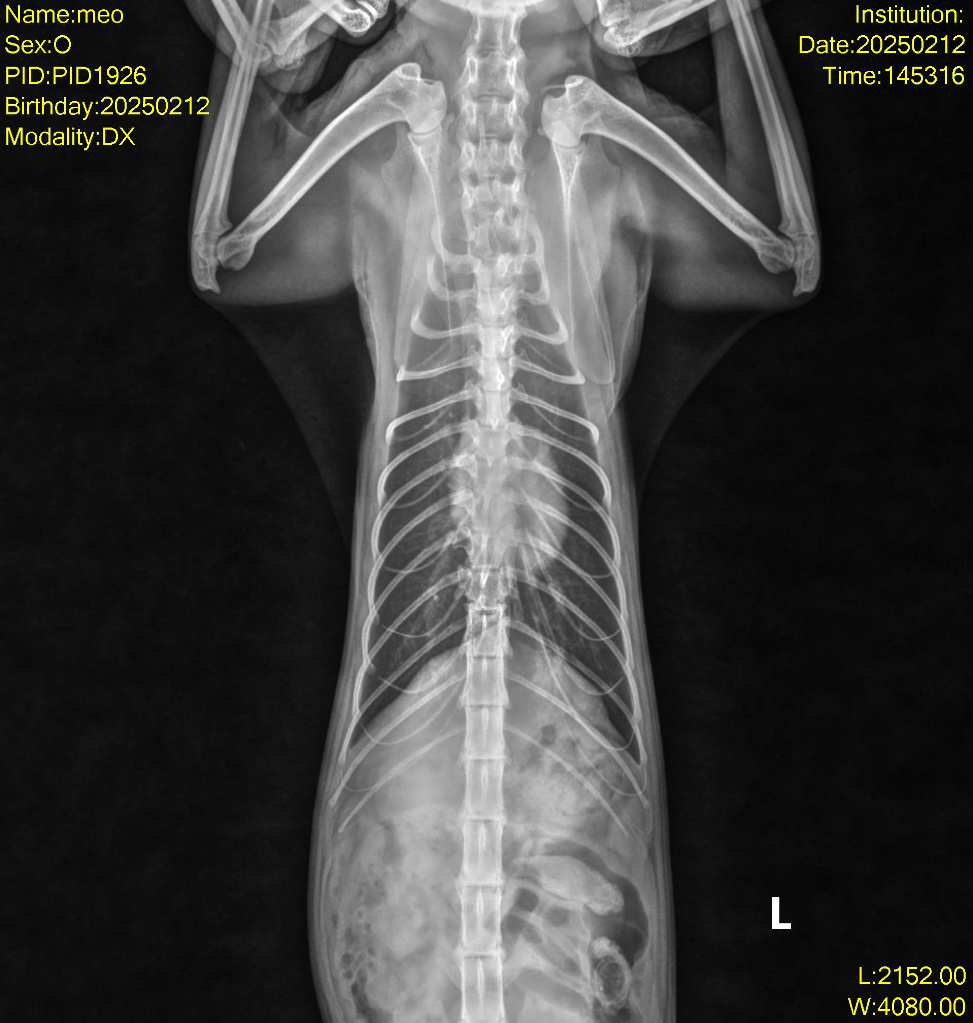 Name:meo
Sex:O
PID:PID1926
Birthday:20250212
Modality:DX
Institution:
Date:20250212
Time:145316
L
L:2152.00
W:4080.00